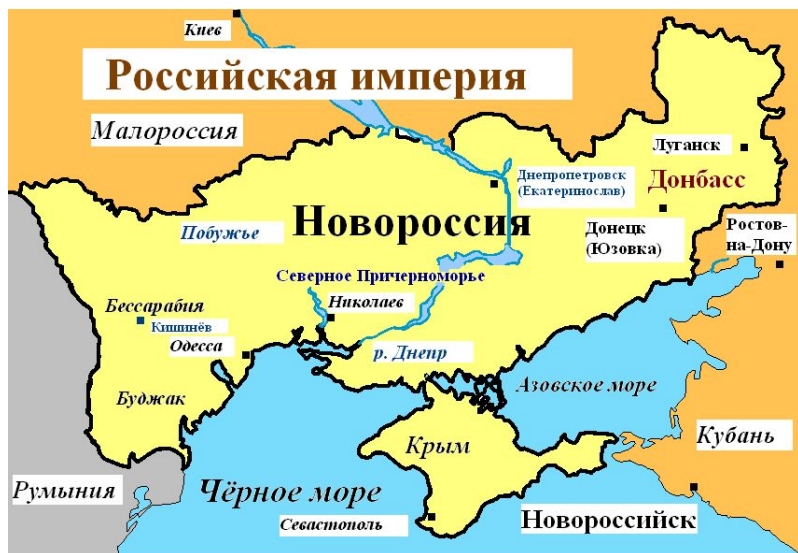 Киев
Российская империя
Малороссия
Луганск
Донбасс
Днепропетровск
(Екатеринослав)
Новороссия
Побужье
Донецк
(Юзовка)
Ростов-
на-Дону
Северное Причерноморье
Бессарабия
Николаев
Кишинёв
Одесса
р. Днепр
Азовское море
Буджак
Крым
Кубань
Румыния
Чёрное море
Севастополь
Новороссийск